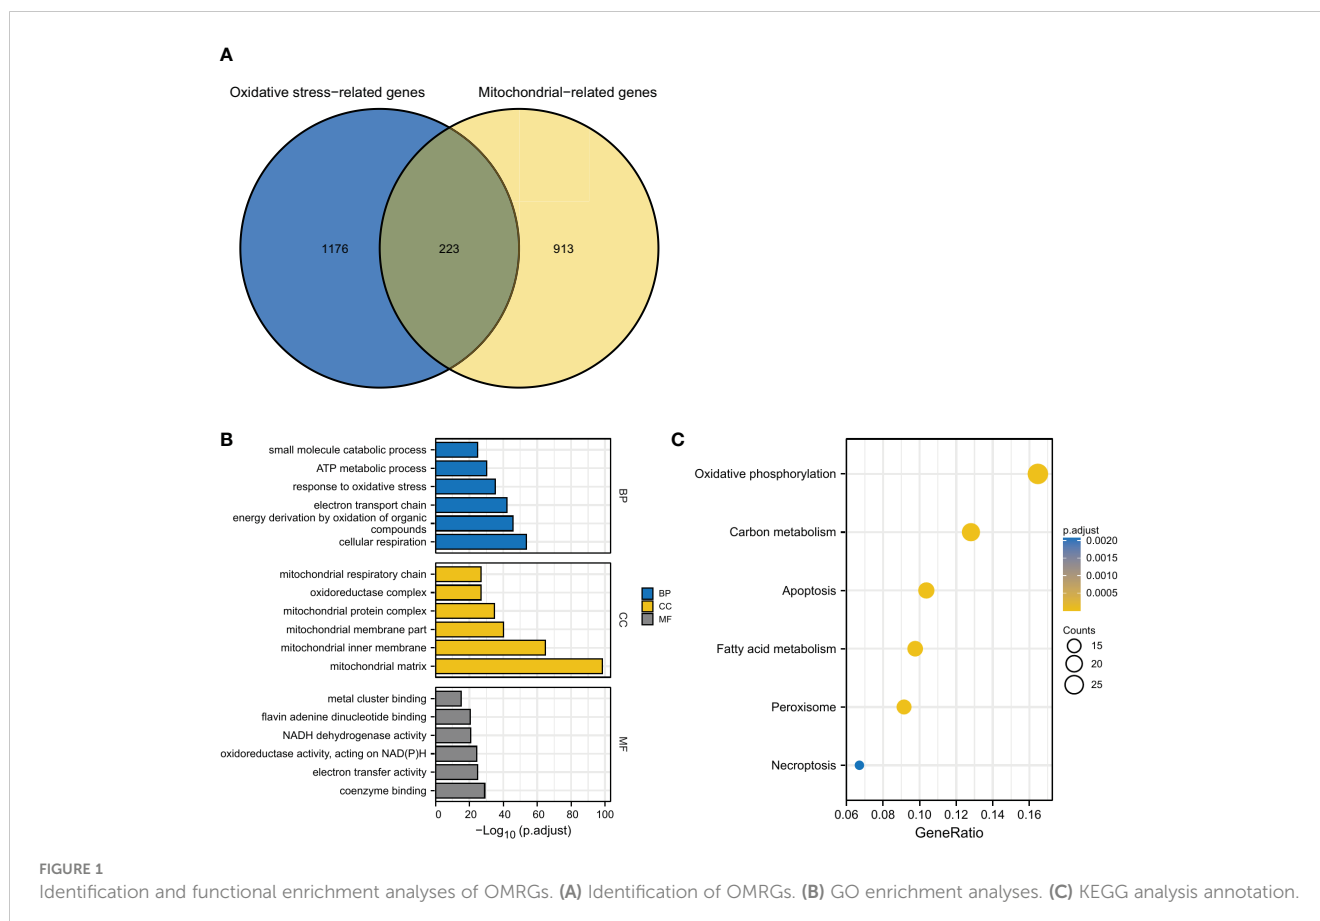 A
Oxidative stress−related genes
Mitochondrial−related genes
1176
223
913
B
small molecule catabolic process
ATP metabolic process
response to oxidative stress
electron transport chain
energy derivation by oxidation of organic
compounds
cellular respiration
BP
mitochondrial respiratory chain
oxidoreductase complex
mitochondrial protein complex
mitochondrial membrane part
mitochondrial inner membrane
mitochondrial matrix
CC
metal cluster binding
flavin adenine dinucleotide binding
NADH dehydrogenase activity
oxidoreductase activity, acting on NAD(P)H
electron transfer activity
coenzyme binding
MF
0 20 40 60 80 100
−Log10 (p.adjust)
BP
CC
MF
C
Oxidative phosphorylation
Carbon metabolism
Apoptosis
Fatty acid metabolism
Peroxisome
Necroptosis
0.06 0.08 0.10 0.12 0.14 0.16
GeneRatio
p.adjust
0.0020
0.0015
0.0010
0.0005
Counts
15
20
25
FIGURE 1
Identification and functional enrichment analyses of OMRGs. (A) Identification of OMRGs. (B) GO enrichment analyses. (C) KEGG analysis annotation.